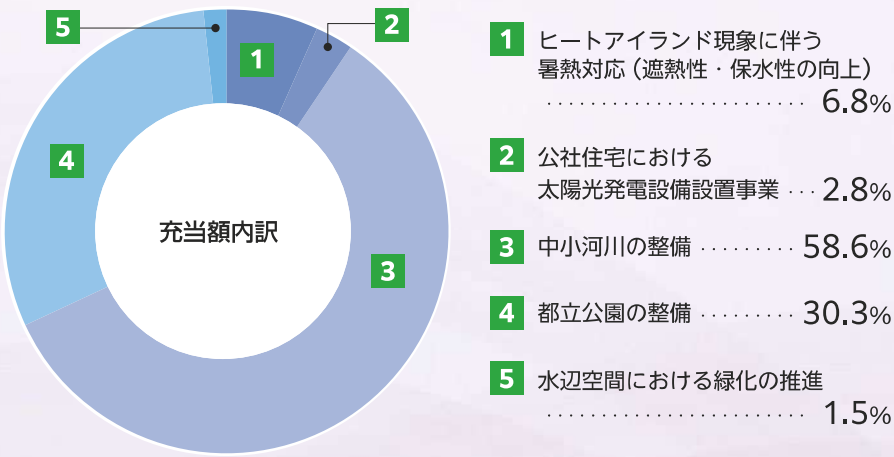 5
2
1
4
3
充当額内訳
1 ヒートアイランド現象に伴う
暑熱対応（遮熱性・保水性の向上）
‥‥‥‥‥‥‥‥‥‥‥‥‥ 6.8%
2 公社住宅における
太陽光発電設備設置事業 ‥‥ 2.8%
3 中小河川の整備 ‥‥‥‥‥ 58.6%
4 都立公園の整備 ‥‥‥‥‥ 30.3%
5 水辺空間における緑化の推進
‥‥‥‥‥‥‥‥‥‥‥‥‥ 1.5%